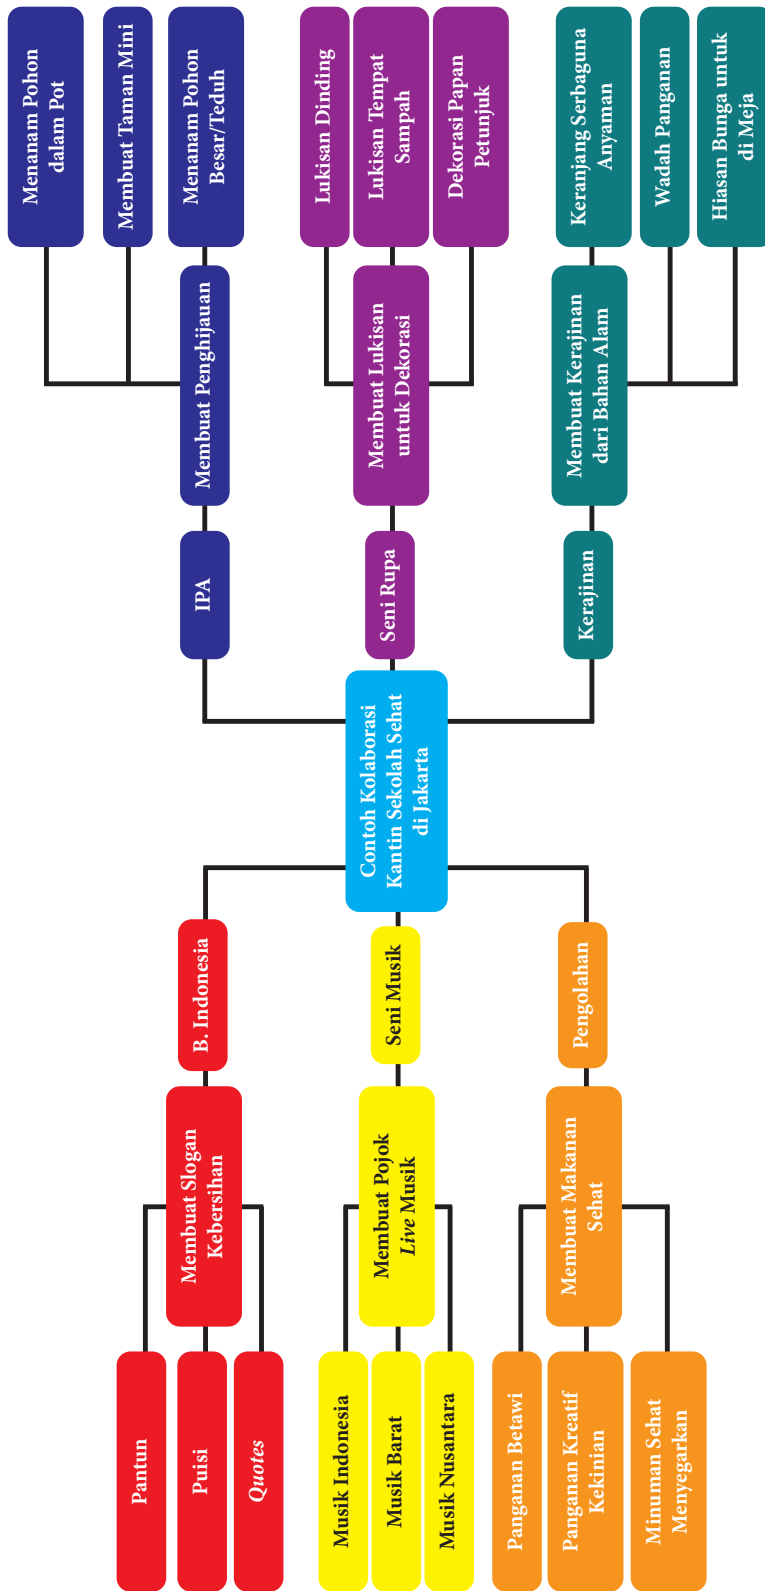 Contoh Kolaborasi
Kantin Sekolah Sehat
di Jakarta
B. Indonesia
Membuat Slogan
Kebersihan
Pantun
Puisi
Quotes
Seni Musik
Membuat Pojok
Live Musik
Musik Indonesia
Musik Barat
Musik Nusantara
Pengolahan
Membuat Makanan
Sehat
Panganan Betawi
Panganan Kreatif
Kekinian
Minuman Sehat
Menyegarkan
IPA
Membuat Penghijauan
Menanam Pohon
dalam Pot
Membuat Taman Mini
Menanam Pohon
Besar/Teduh
Seni Rupa
Membuat Lukisan
untuk Dekorasi
Lukisan Dinding
Lukisan Tempat
Sampah
Dekorasi Papan
Petunjuk
Kerajinan
Membuat Kerajinan
dari Bahan Alam
Keranjang Serbaguna
Anyaman
Wadah Panganan
Hiasan Bunga untuk
di Meja